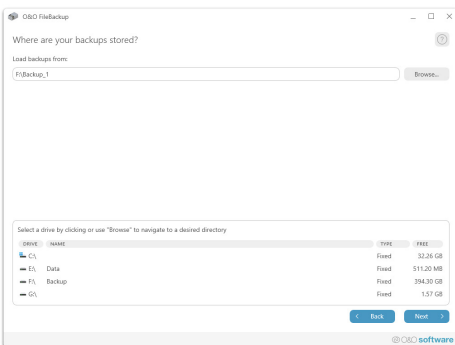 O&O FileBackup
Where are your backups stored?
Load backups from:
F:\Backup_1 Browse...
Select a drive by clicking or use "Browse" to navigate to a desired directory
DRIVE NAME TYPE FREE
C:\, Fixed 32.26 GB
E:\, Data Fixed 511.20 MB
F:\, Backup Fixed 394.30 GB
G:\, Fixed 1.57 GB
< Back Next >
O&O software